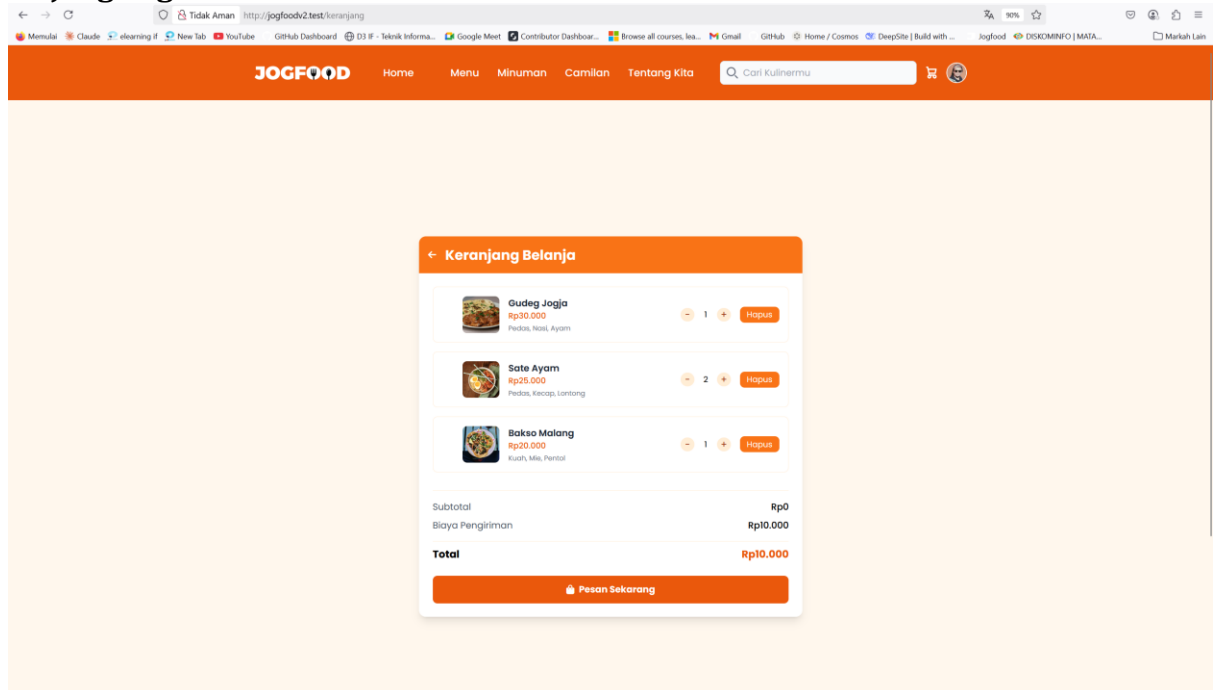 Tidak Aman http://jogfoodv2.test/keranjang 90%
Memulai Claude elearning if New Tab YouTube GitHub Dashboard D3 IF - Teknik Informa... Google Meet Contributor Dashboar... Browse all courses, lea... Gmail GitHub Home / Cosmos DeepSite | Build with ... Jogfood DISKOMINFO | MATA... Markah Lain
JOGFOOD Home Menu Minuman Camilan Tentang Kita Cari Kulinermu
← Keranjang Belanja
Gudeg Jogja
Rp30.000
- 1 + Hapus
Pedas, Nasi, Ayam
Sate Ayam
Rp25.000
- 2 + Hapus
Pedas, Kecap, Lontong
Bakso Malang
Rp20.000
- 1 + Hapus
Kuah, Mie, Pentol
Subtotal Rp0
Biaya Pengiriman Rp10.000
Total Rp10.000
Pesan Sekarang